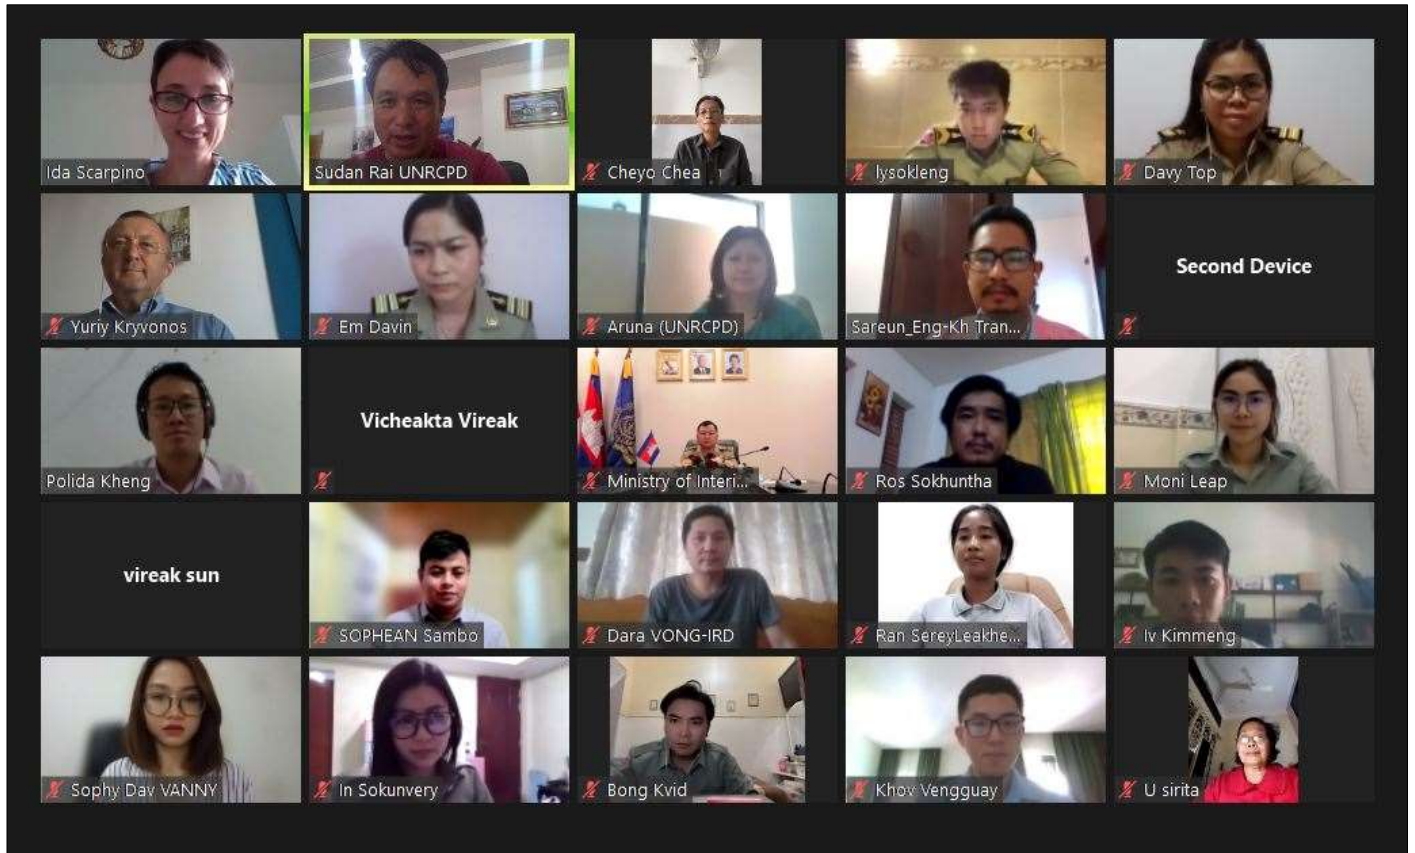 Ida Scarpino
Sudan Rai UNRCPD
Cheyo Chea
lysokleng
Davy Top
Yuriy Kryvonos
Em Davin
Aruna (UNRCPD)
Sareun_Eng-Kh Tran...
Second Device
Polida Kheng
Vicheakta Vireak
Ministry of Interi...
Ros Sokhuntha
Moni Leap
vireak sun
SOPHEAN Sambo
Dara VONG-IRD
Ran SereyLeakhe...
Iv Kimmeng
Sophy Dav VANNY
In Sokunvery
Bong Kvid
Khov Vengguay
U sirita